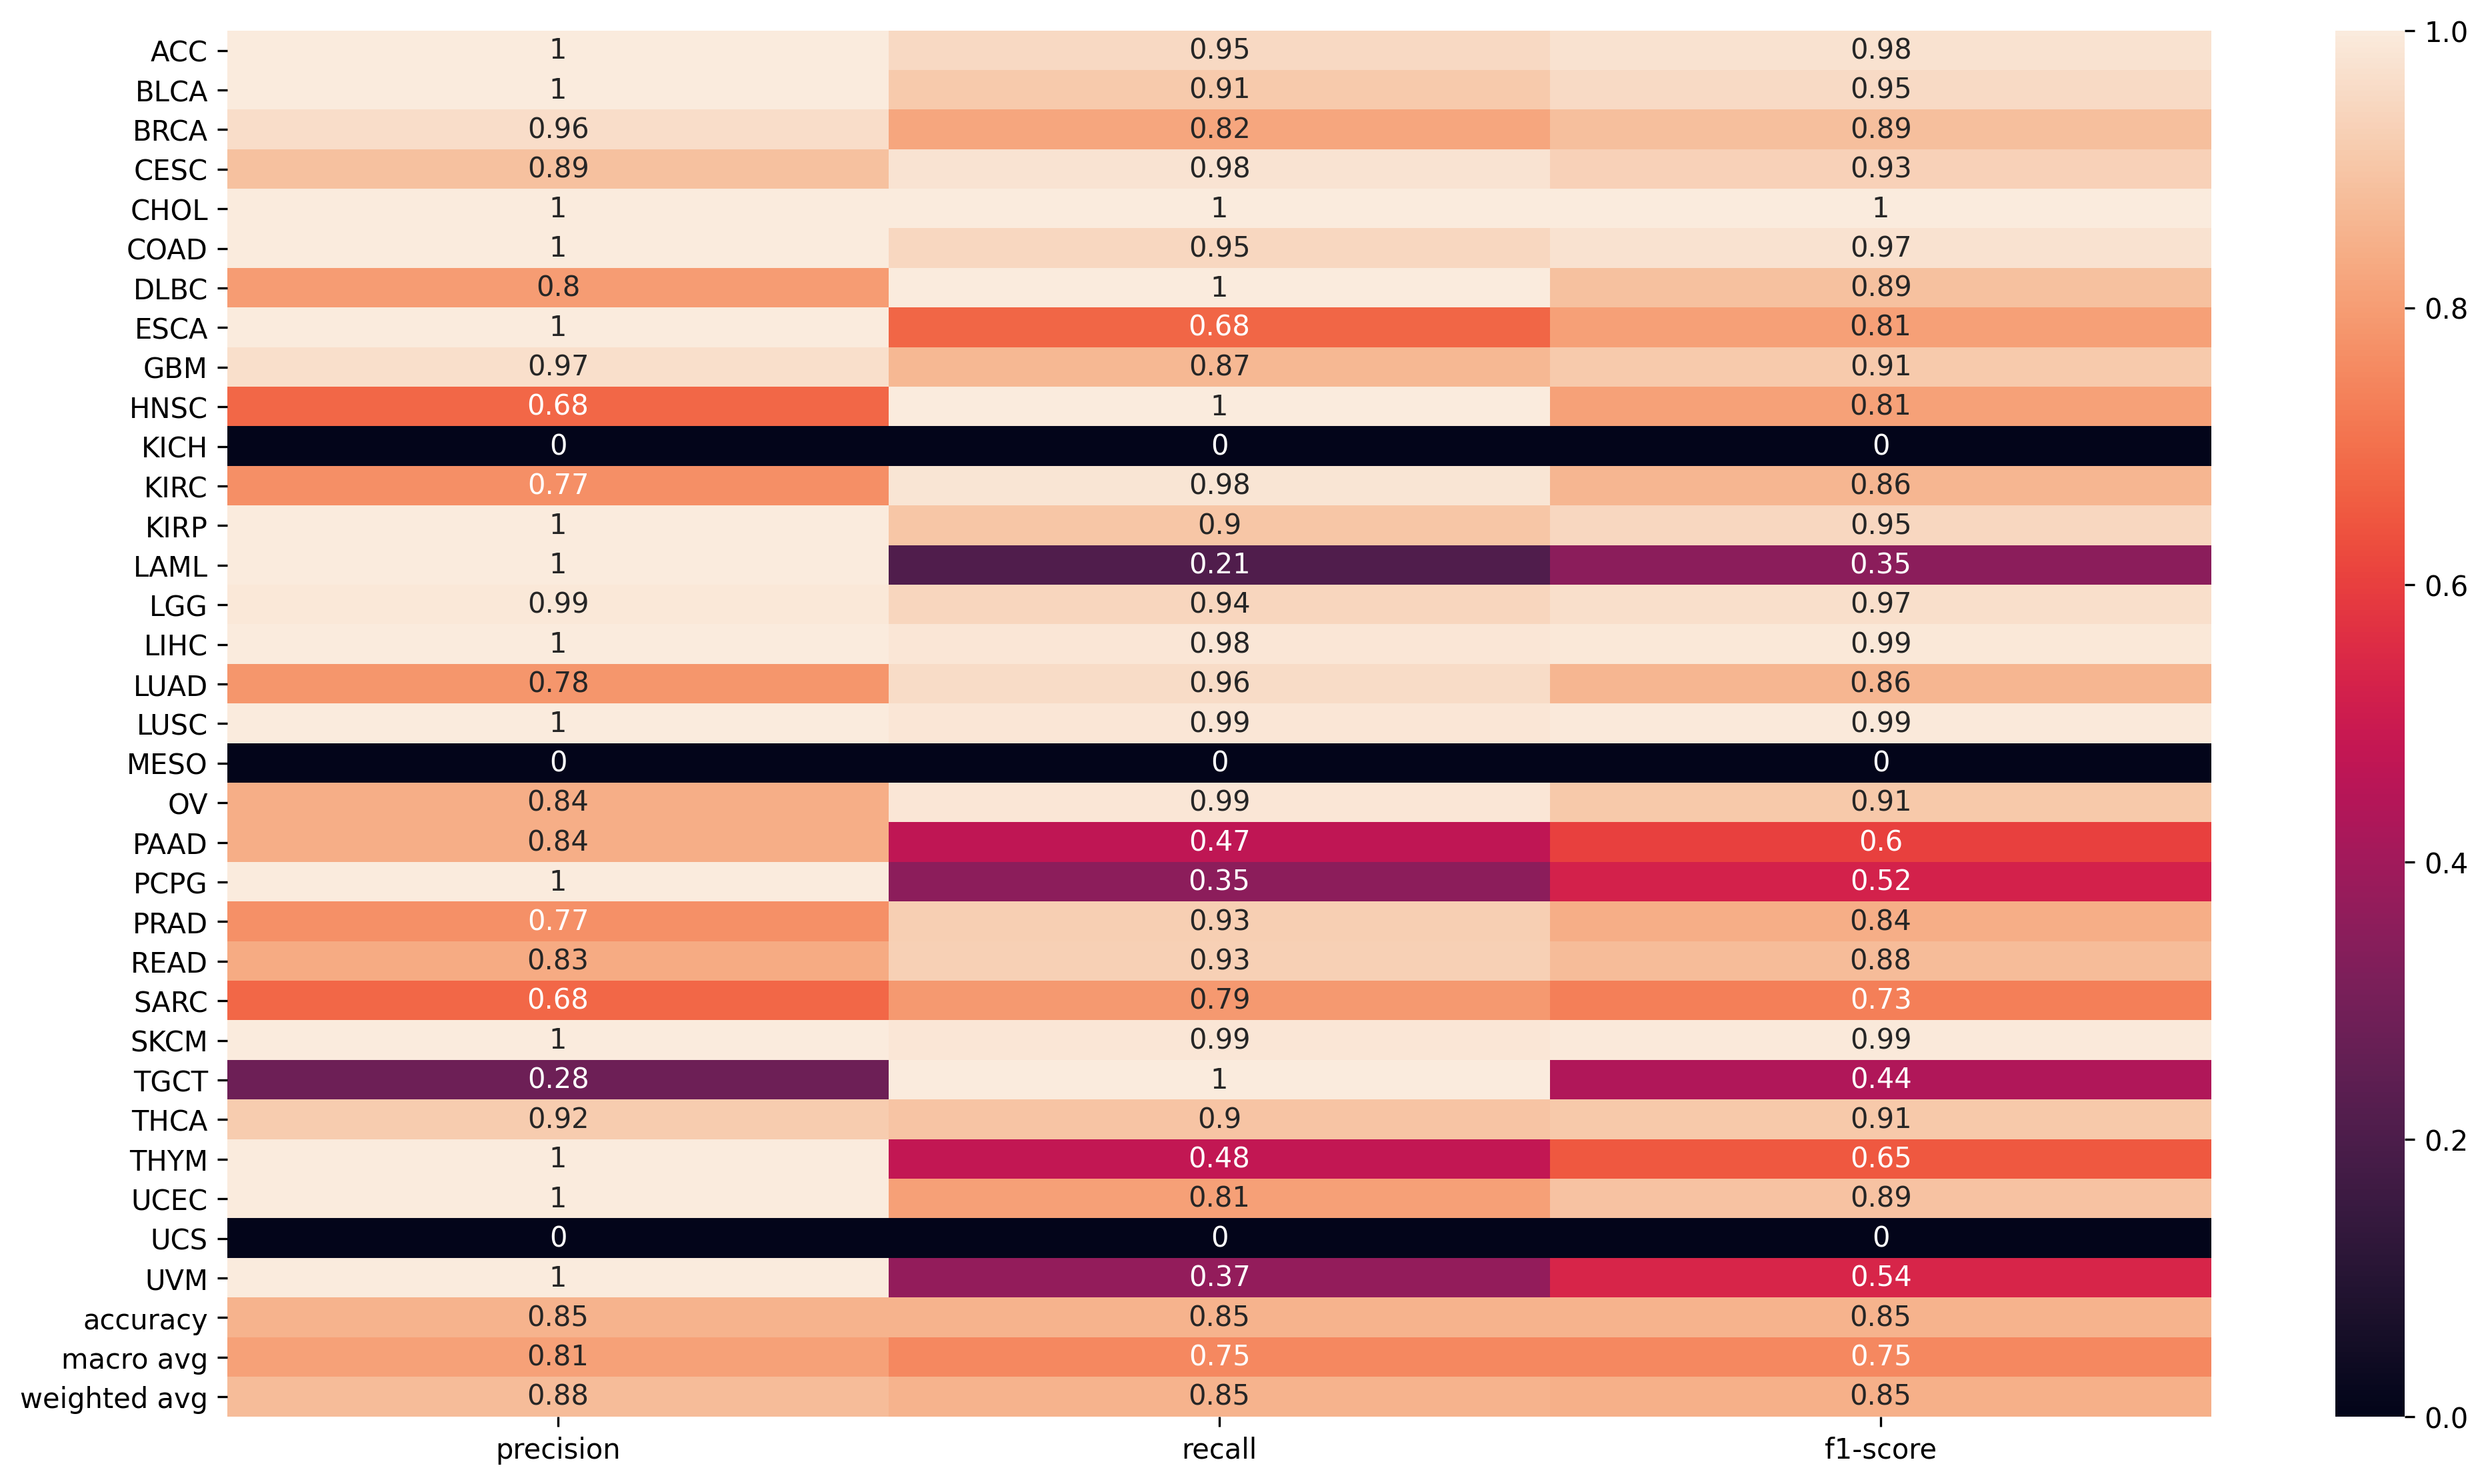 ACC 1 0.95 0.98 1.0
BLCA 1 0.91 0.95
BRCA 0.96 0.82 0.89
CESC 0.89 0.98 0.93
CHOL 1 1 1
COAD 1 0.95 0.97
DLBC 0.8 1 0.89 0.8
ESCA 1 0.68 0.81
GBM 0.97 0.87 0.91
HNSC 0.68 1 0.81
KICH 0 0 0
KIRC 0.77 0.98 0.86
KIRP 1 0.9 0.95
LAML 1 0.21 0.35
LGG 0.99 0.94 0.97 0.6
LIHC 1 0.98 0.99
LUAD 0.78 0.96 0.86
LUSC 1 0.99 0.99
MESO 0 0 0
OV 0.84 0.99 0.91
PAAD 0.84 0.47 0.6
PCPG 1 0.35 0.52 0.4
PRAD 0.77 0.93 0.84
READ 0.83 0.93 0.88
SARC 0.68 0.79 0.73
SKCM 1 0.99 0.99
TGCT 0.28 1 0.44
THCA 0.92 0.9 0.91
THYM 1 0.48 0.65 0.2
UCEC 1 0.81 0.89
UCS 0 0 0
UVM 1 0.37 0.54
accuracy 0.85 0.85 0.85
macro avg 0.81 0.75 0.75
weighted avg 0.88 0.85 0.85 0.0
precision recall f1-score